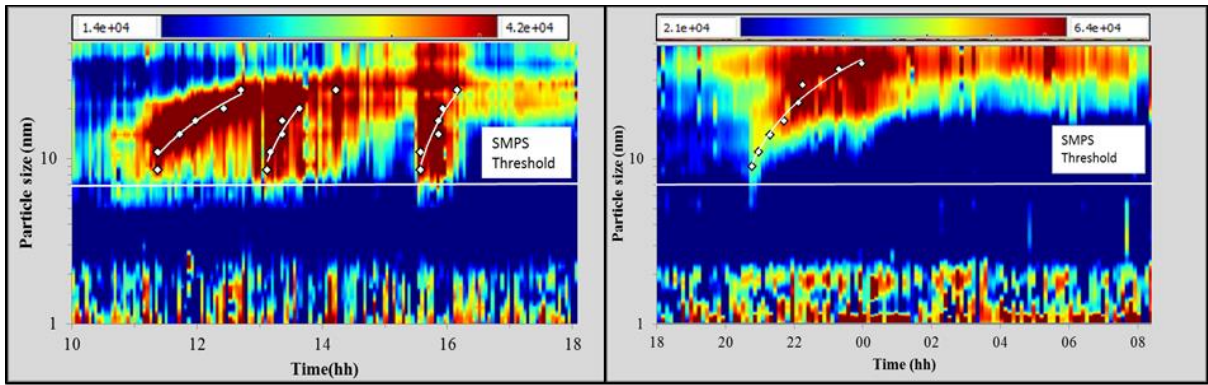 1.4e+04 4.2e+04
Particle size (nm)
10
1
SMPS
Threshold
10 12 14 16 18
Time(hh)
2.1e+04 6.4e+04
Particle size (nm)
10
1
SMPS
Threshold
18 20 22 00 02 04 06 08
Time (hh)